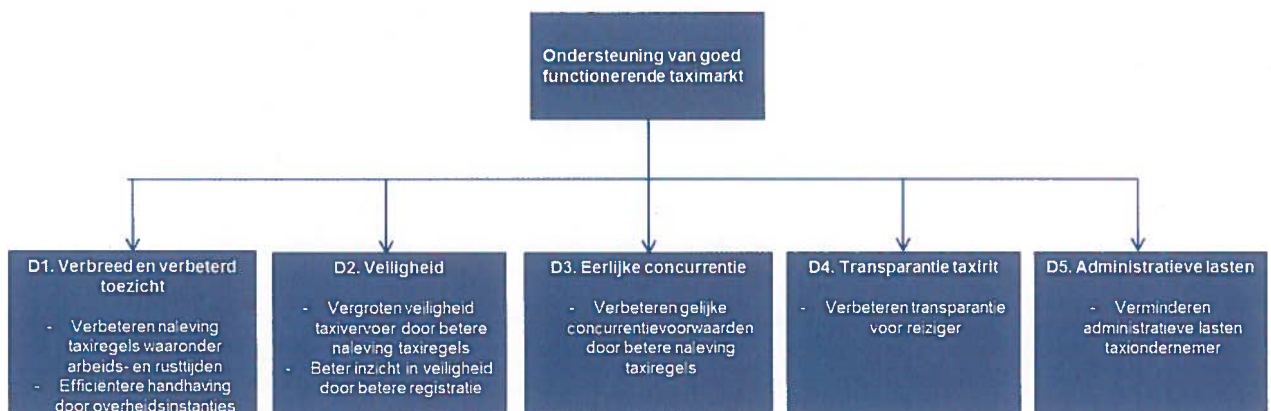 Ondersteuning van goed
functionerende taximarkt
D1. Verbreed en verbeterd
toezicht
- Verbeteren naleving
taxiregels waaronder
arbeids- en rusttijden
- Efficiëntere handhaving
door overheidsinstanties
D2. Veiligheid
- Vergroten veiligheid
taxivervoer door betere
naleving taxiregels
- Beter inzicht in veiligheid
door betere registratie
D3. Eerlijke concurrentie
- Verbeteren gelijke
concurrentievoorwaarden
door betere naleving
taxiregels
D4. Transparantie taxirit
- Verbeteren transparantie
voor reiziger
D5. Administratieve lasten
- Verminderen
administratieve lasten
taxiondernemer